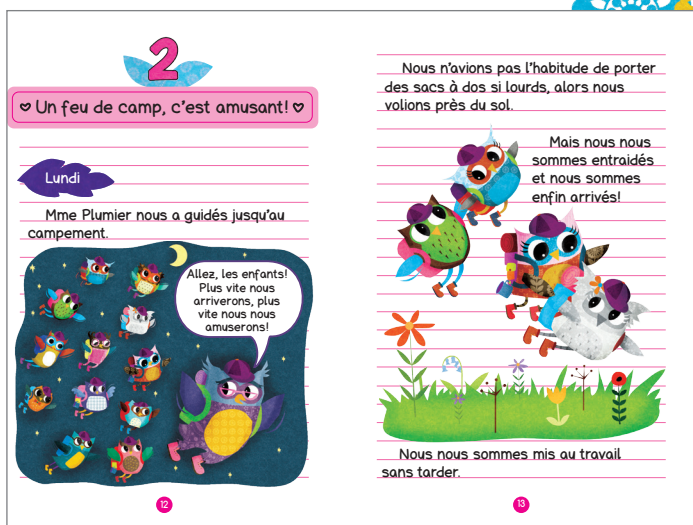 2
Un feu de camp, c'est amusant!
Lundi
Mme Plumier nous a guidés jusqu'au
campement.
Allez, les enfants!
Plus vite nous
arriverons, plus
vite nous nous
amuserons!
12
Nous n'avions pas l'habitude de porter
des sacs à dos si lourds, alors nous
volions près du sol.
Mais nous nous
sommes entraidés
et nous sommes
enfin arrivés!
Nous nous sommes mis au travail
sans tarder.
13